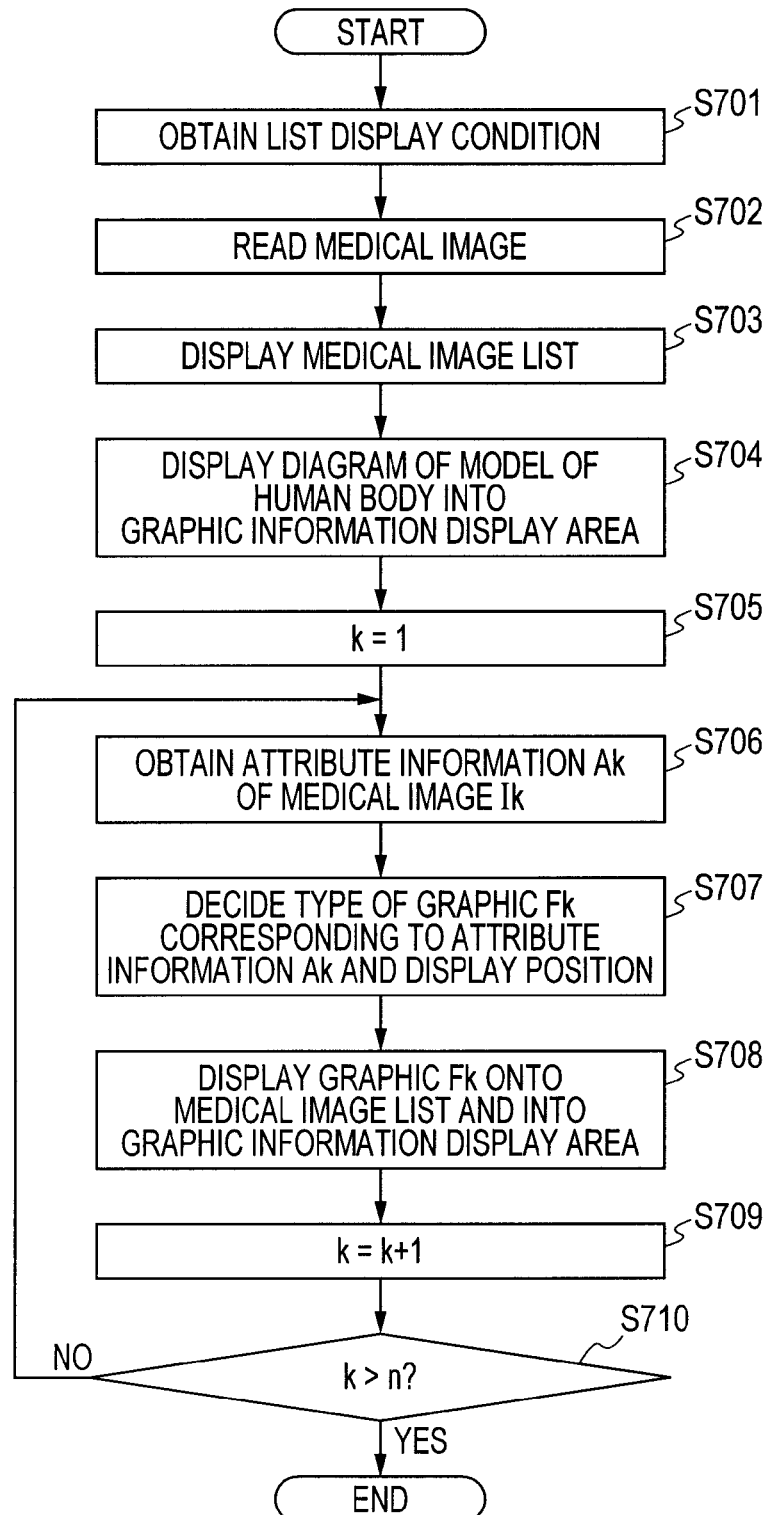 START
S701
OBTAIN LIST DISPLAY CONDITION
S702
READ MEDICAL IMAGE
S703
DISPLAY MEDICAL IMAGE LIST
S704
DISPLAY DIAGRAM OF MODEL OF
HUMAN BODY INTO
GRAPHIC INFORMATION DISPLAY AREA
S705
k = 1
S706
OBTAIN ATTRIBUTE INFORMATION Ak
OF MEDICAL IMAGE Ik
S707
DECIDE TYPE OF GRAPHIC Fk
CORRESPONDING TO ATTRIBUTE
INFORMATION Ak AND DISPLAY POSITION
S708
DISPLAY GRAPHIC Fk ONTO
MEDICAL IMAGE LIST AND INTO
GRAPHIC INFORMATION DISPLAY AREA
S709
k = k+1
S710
NO
k > n?
YES
END